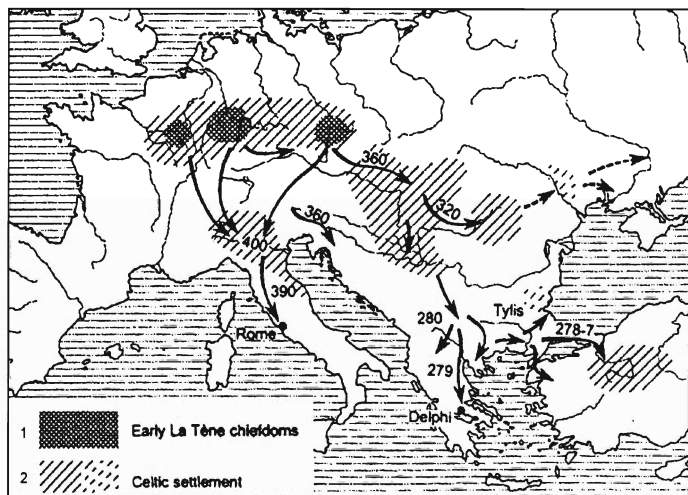 360
320
400
360
390
Rome
280
Tylis
278-7
279
Delphi
1 Early La Tène chiefdoms
2 Celtic settlement